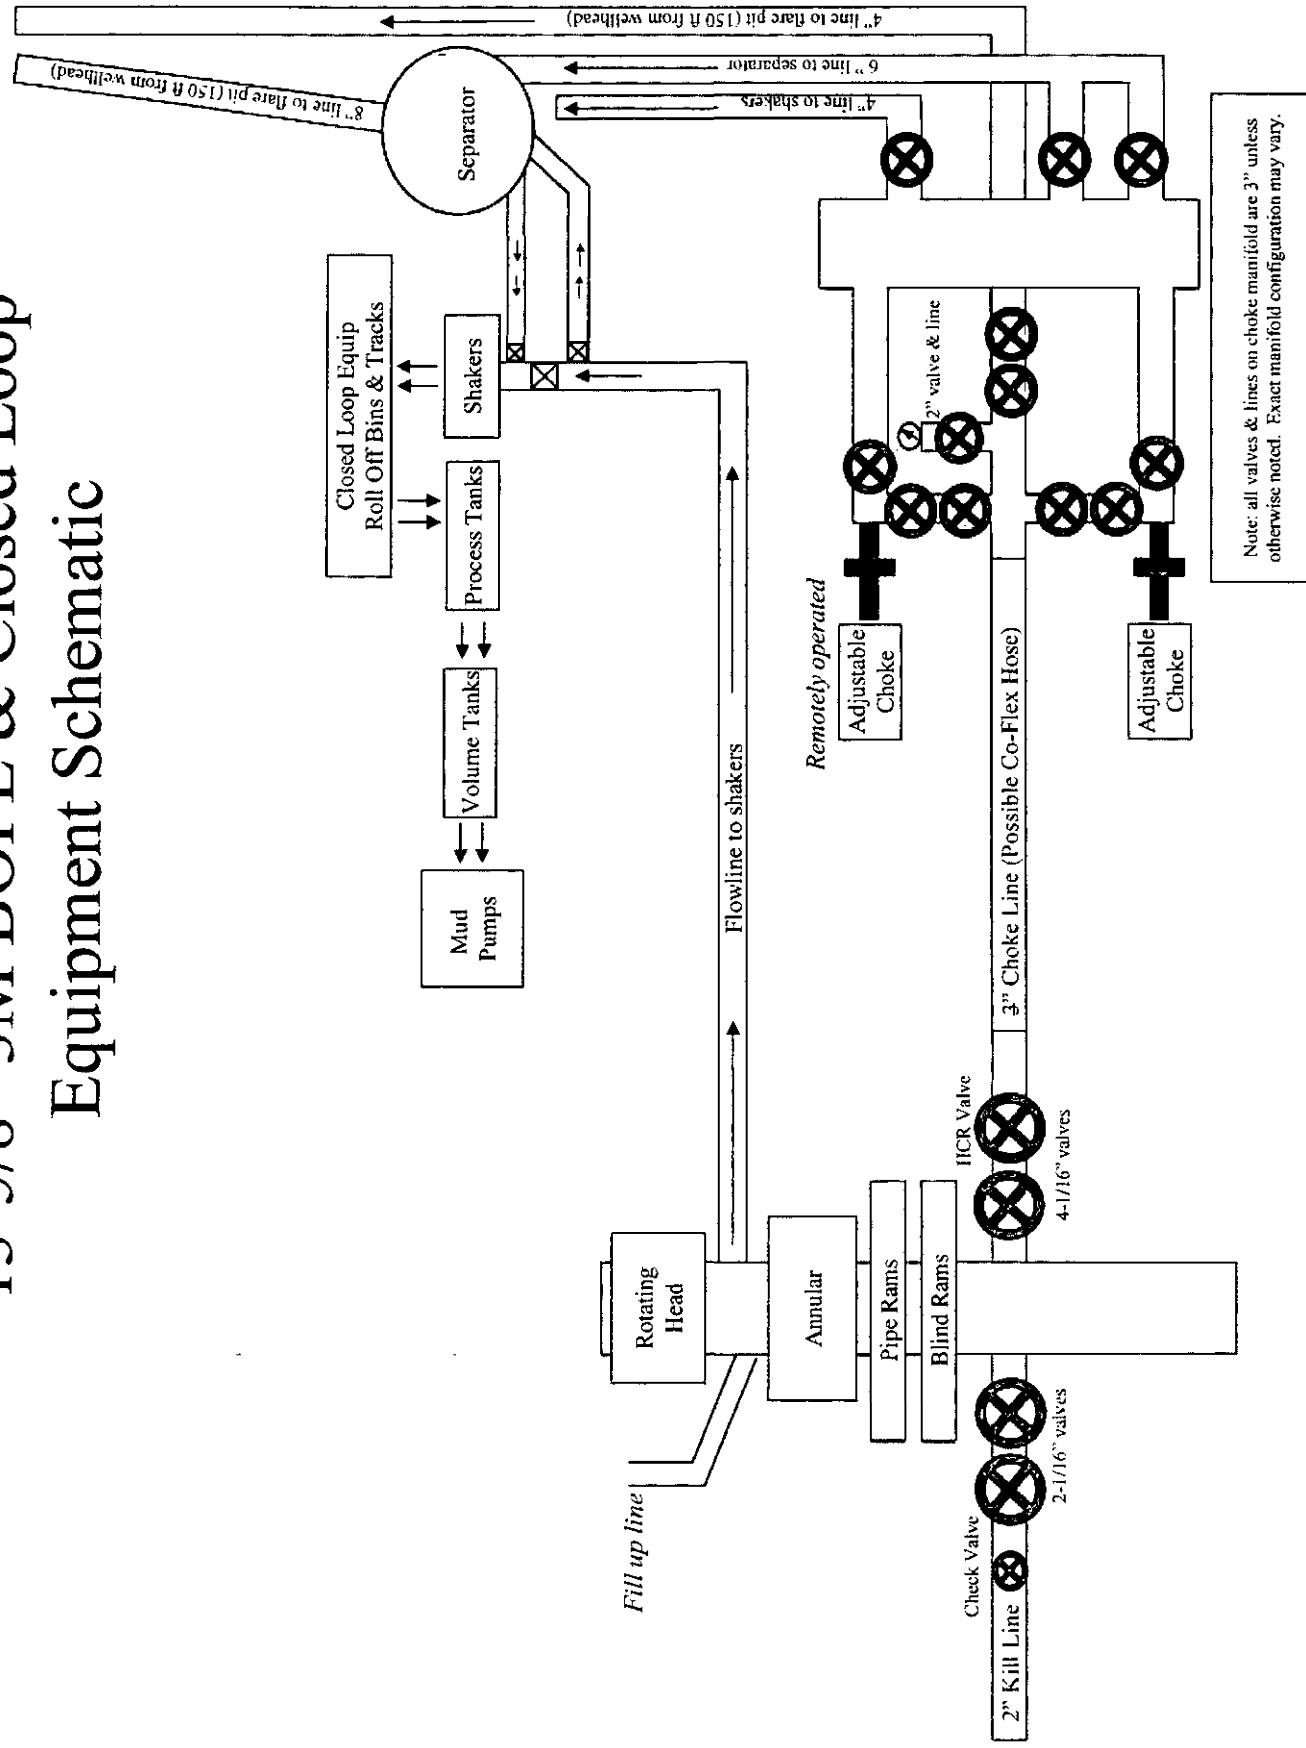 Equipment Schematic
8" line to flare pit (150 ft from wellhead)
4" line to flare pit (150 ft from wellhead)
6" line to separator
4" line to shakers
Separator
Closed Loop Equip
Roll Off Bins & Tracks
Shakers
Process Tanks
Volume Tanks
Mud
Pumps
Flowline to shakers
Rotating
Head
Fill up line
Annular
Pipe Rams
Blind Rams
Check Valve
2" Kill Line
2-1/16" valves
HCR Valve
4-1/16" valves
3" Choke Line (Possible Co-Flex Hose)
Remotely operated
Adjustable
Choke
Adjustable
Choke
2" valve & line
Note: all valves & lines on choke manifold are 3" unless
otherwise noted. Exact manifold configuration may vary.